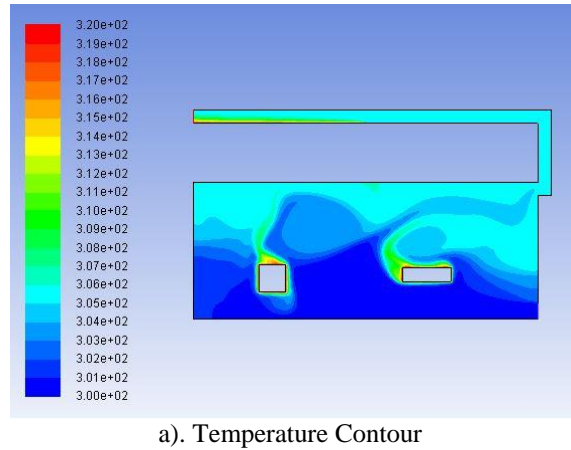 3.20e+02
3.19e+02
3.18e+02
3.17e+02
3.16e+02
3.15e+02
3.14e+02
3.13e+02
3.12e+02
3.11e+02
3.10e+02
3.09e+02
3.08e+02
3.07e+02
3.06e+02
3.05e+02
3.04e+02
3.03e+02
3.02e+02
3.01e+02
3.00e+02
a). Temperature Contour